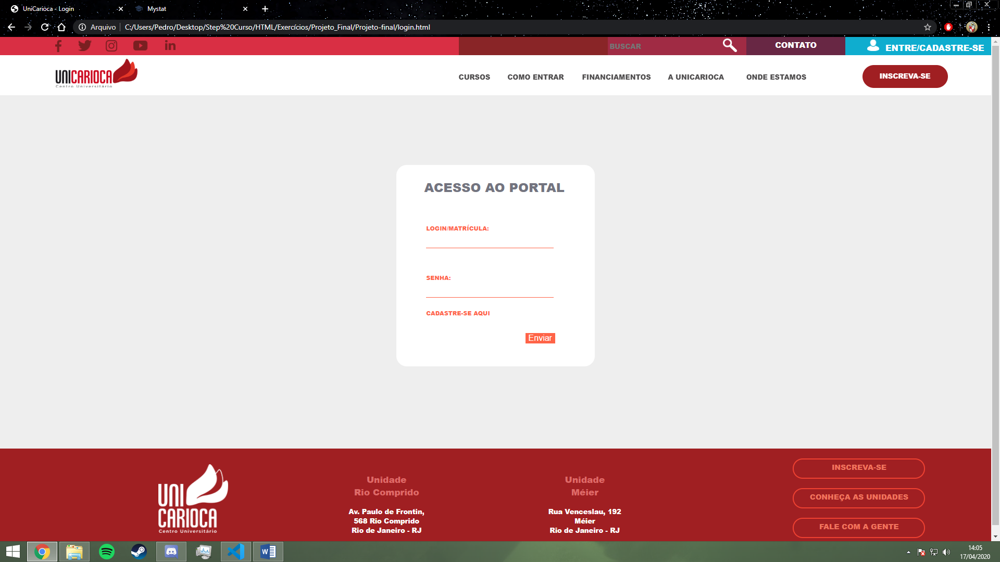 UniCarioca - Login
Mystat
Arquivo
C:/Users/Pedro/Desktop/Step%20Curso/HTML/Exercícios/Projeto_Final/Projeto-final/login.html
BUSCAR
CONTATO
ENTRE/CADASTRE-SE
UNICARIOCA
Centro Universitário
CURSOS
COMO ENTRAR
FINANCIAMENTOS
A UNICARIOCA
ONDE ESTAMOS
INSCREVA-SE
ACESSO AO PORTAL
LOGIN/MATRÍCULA:
SENHA:
CADASTRE-SE AQUI
Enviar
UNI
CARIOCA
Centro Universitário
Unidade
Rio Comprido
Av. Paulo de Frontin,
568 Rio Comprido
Rio de Janeiro - RJ
Unidade
Méier
Rua Venceslau, 192
Méier
Rio de Janeiro - RJ
INSCREVA-SE
CONHEÇA AS UNIDADES
FALE COM A GENTE
14:05
17/04/2020